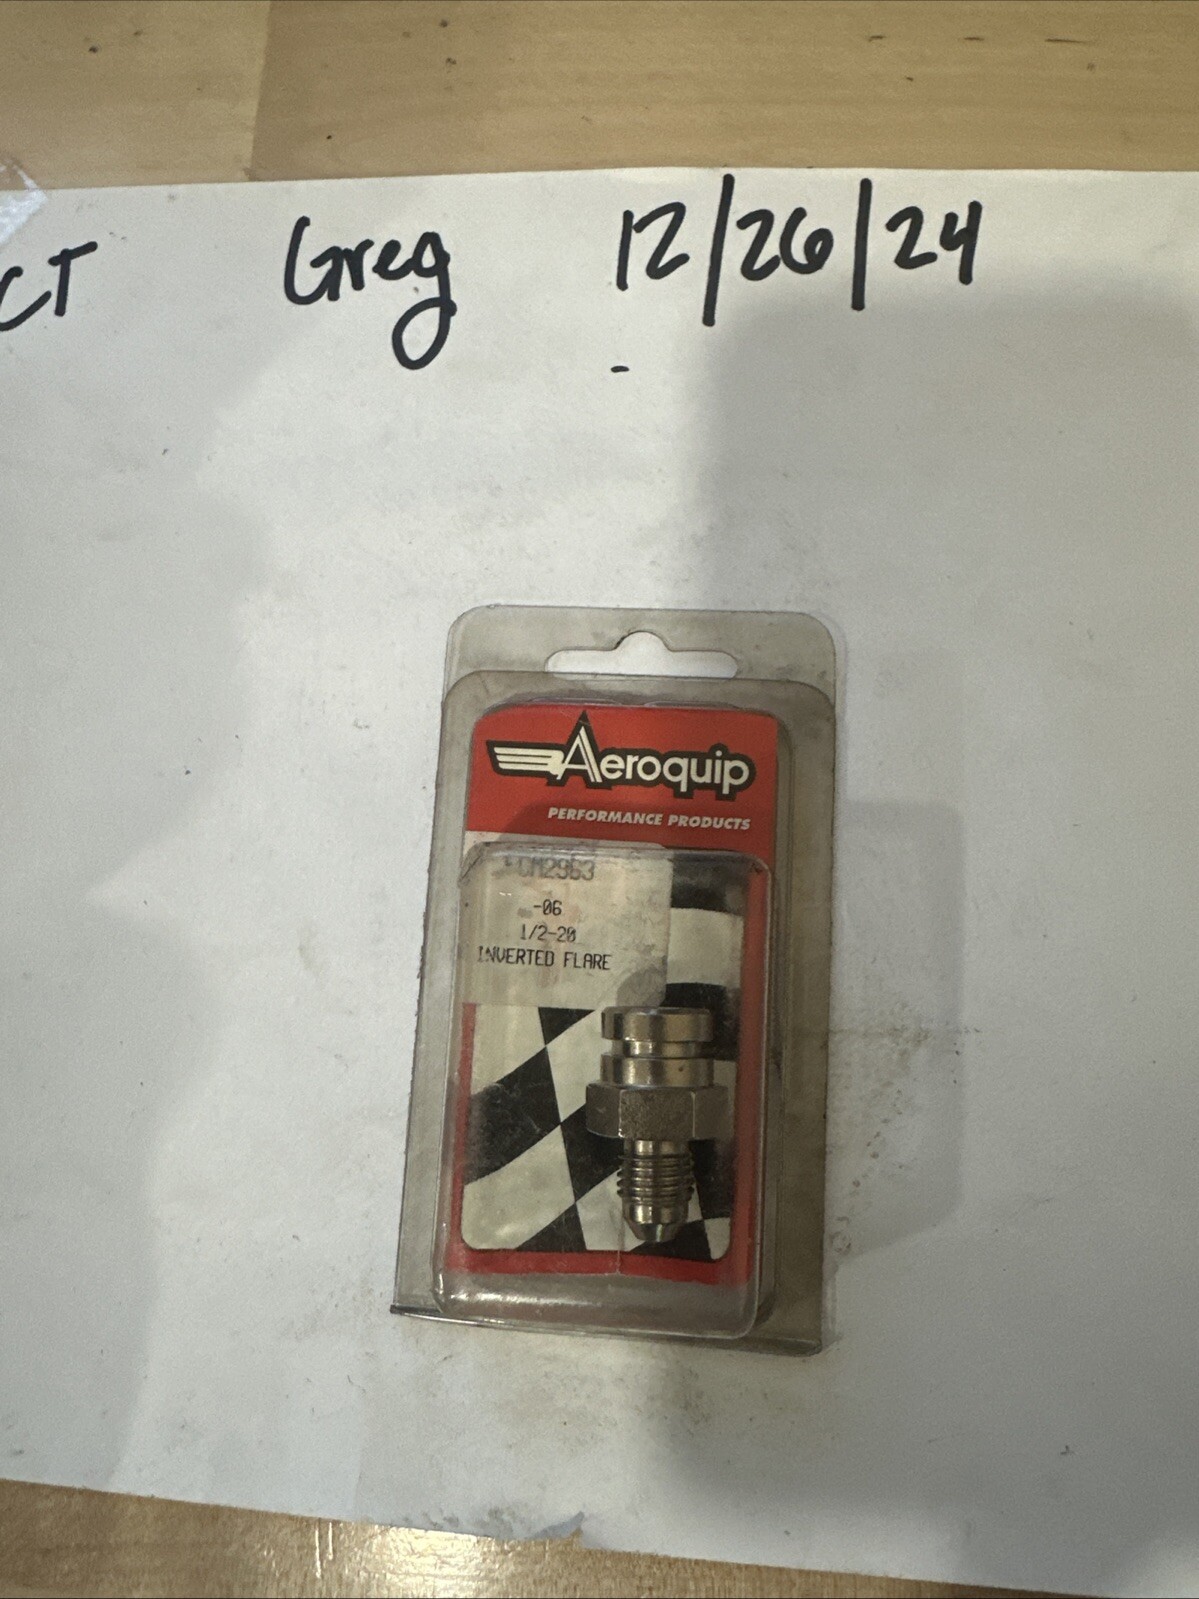 CT Greg 12/26/24
Aeroquip
PERFORMANCE PRODUCTS
-06
1/2-20
INVERTED FLARE